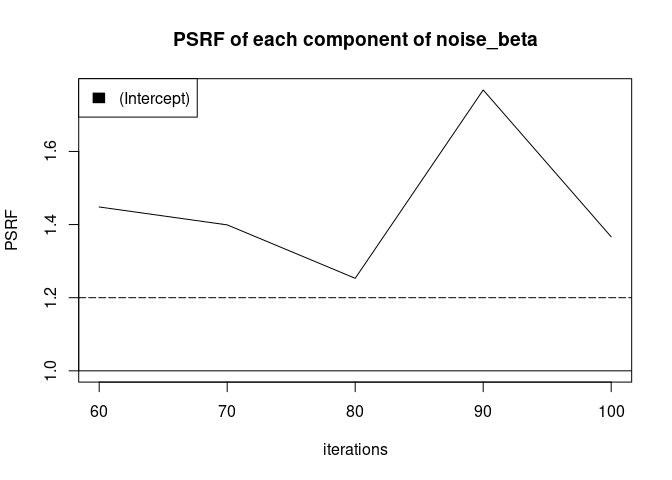 PSRF of each component of noise_beta
(Intercept)
PSRF
1.6
1.4
1.2
1.0
60 70 80 90 100
iterations